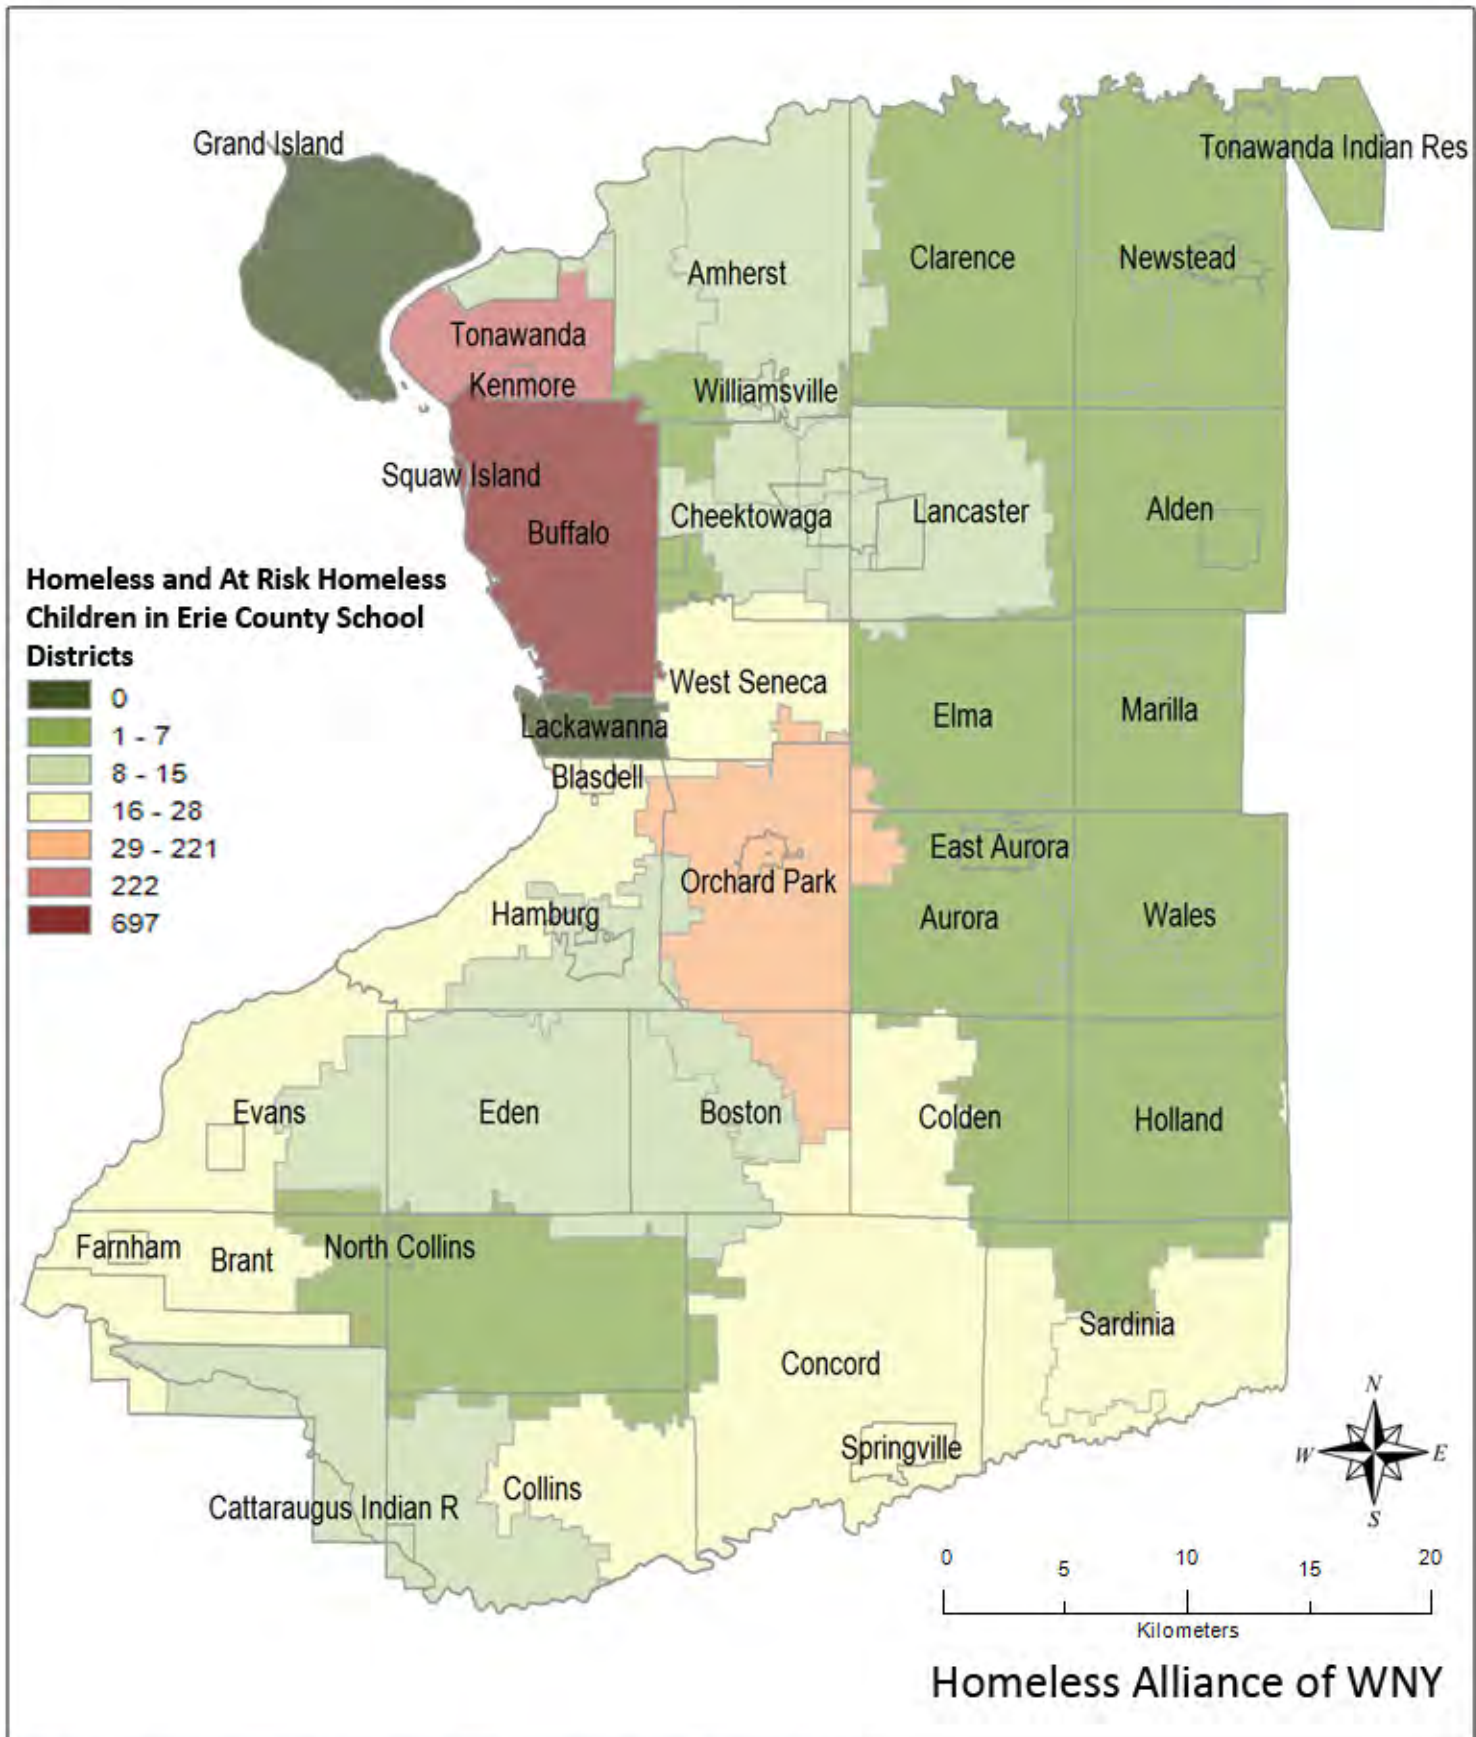 Grand Island
Tonawanda Indian Res
Clarence
Newstead
Amherst
Tonawanda
Kenmore
Williamsville
Squaw Island
Buffalo
Cheektowaga
Lancaster
Alden
Homeless and At Risk Homeless
Children in Erie County School
Districts
0
1 - 7
8 - 15
16 - 28
29 - 221
222
697
West Seneca
Lackawanna
Elma
Marilla
Blasdell
Orchard Park
East Aurora
Hamburg
Aurora
Wales
Evans
Eden
Boston
Colden
Holland
Farnham
Brant
North Collins
Sardinia
Concord
Springville
Collins
Cattaraugus Indian R
N
W
E
S
0
5
10
15
20
Kilometers
Homeless Alliance of WNY